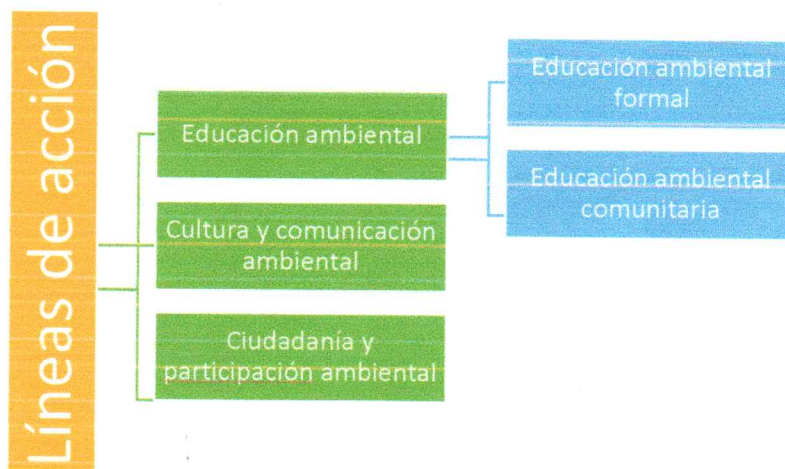 Líneas de acción
Educación ambiental
Cultura y comunicación
ambiental
Ciudadanía y
participación ambiental
Educación ambiental
formal
Educación ambiental
comunitaria